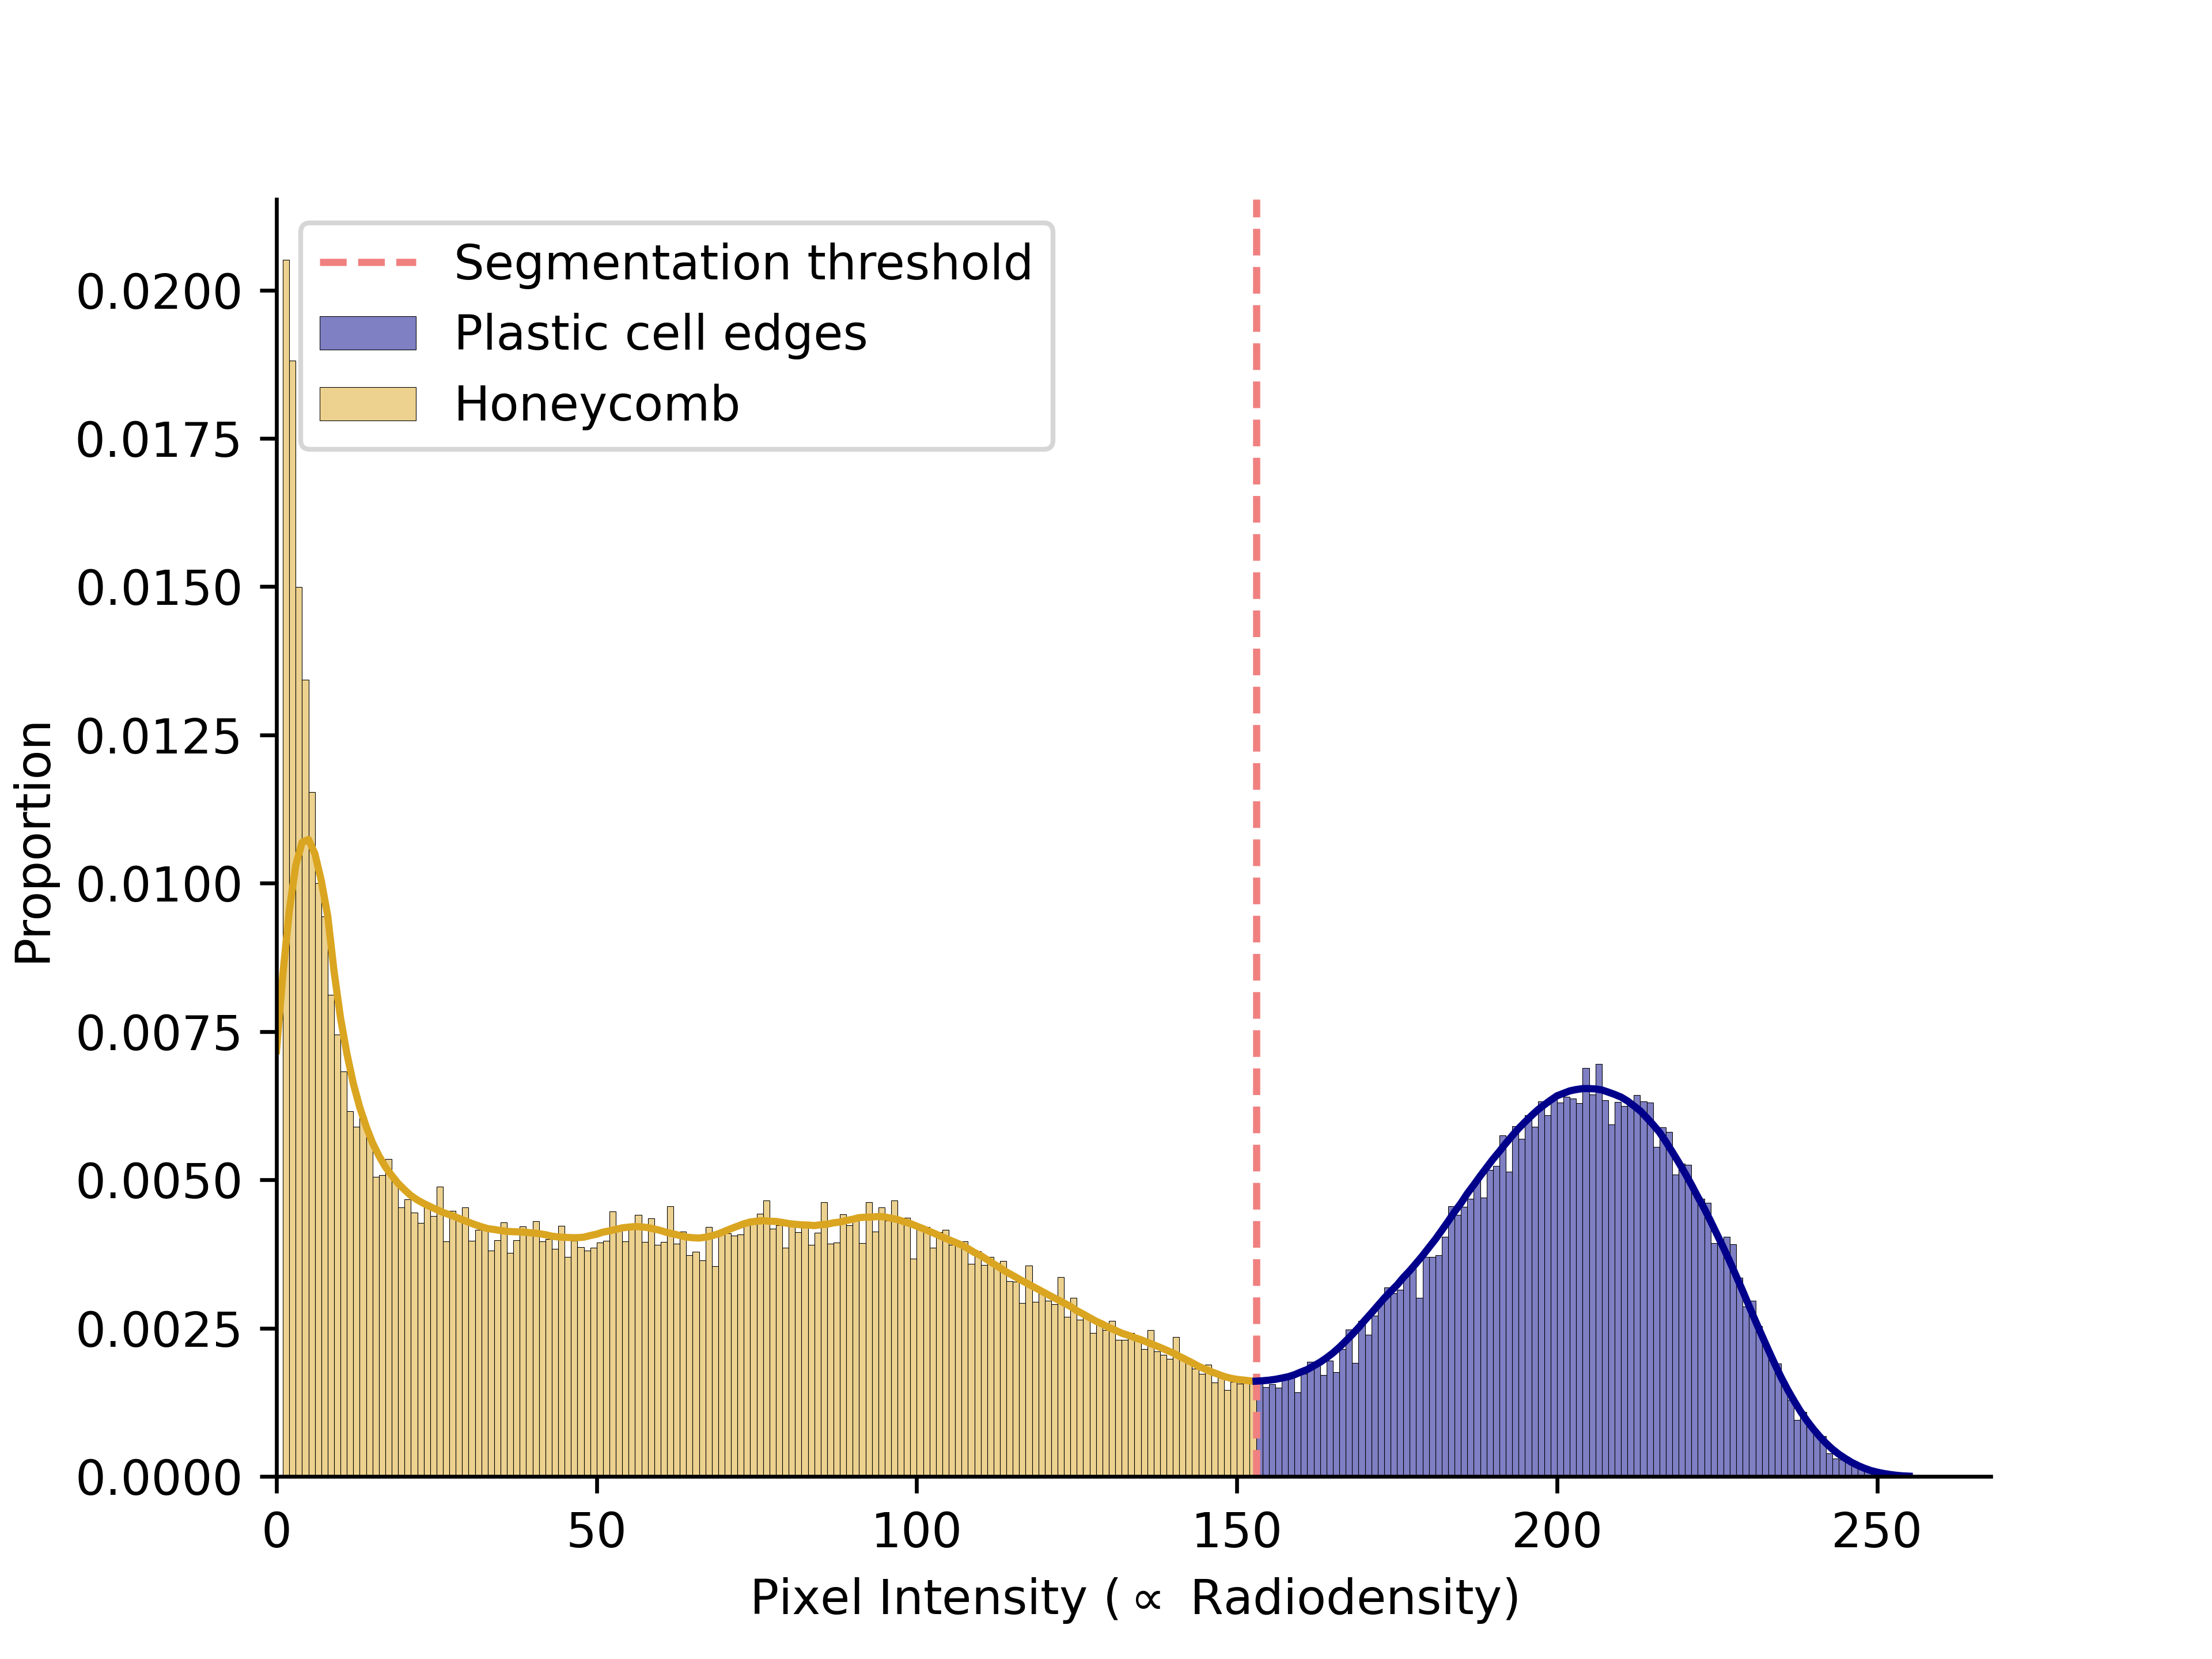 Segmentation threshold
Plastic cell edges
Honeycomb
0.0200
0.0175
0.0150
0.0125
0.0100
0.0075
0.0050
0.0025
0.0000
Proportion
0 50 100 150 200 250
Pixel Intensity (∝ Radiodensity)